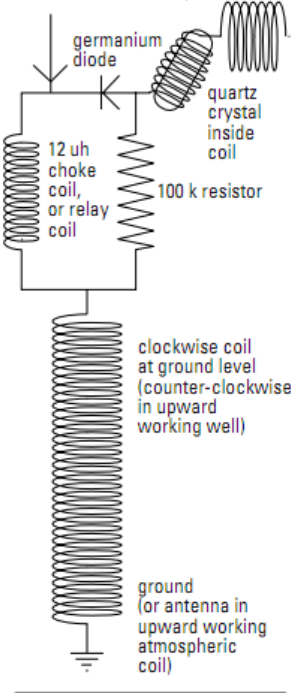 germanium
diode
quartz
crystal
inside
coil
12 uh
choke
coil,
or relay
coil
100 k resistor
clockwise coil
at ground level
(counter-clockwise
in upward
working well)
ground
(or antenna in
upward working
atmospheric
coil)